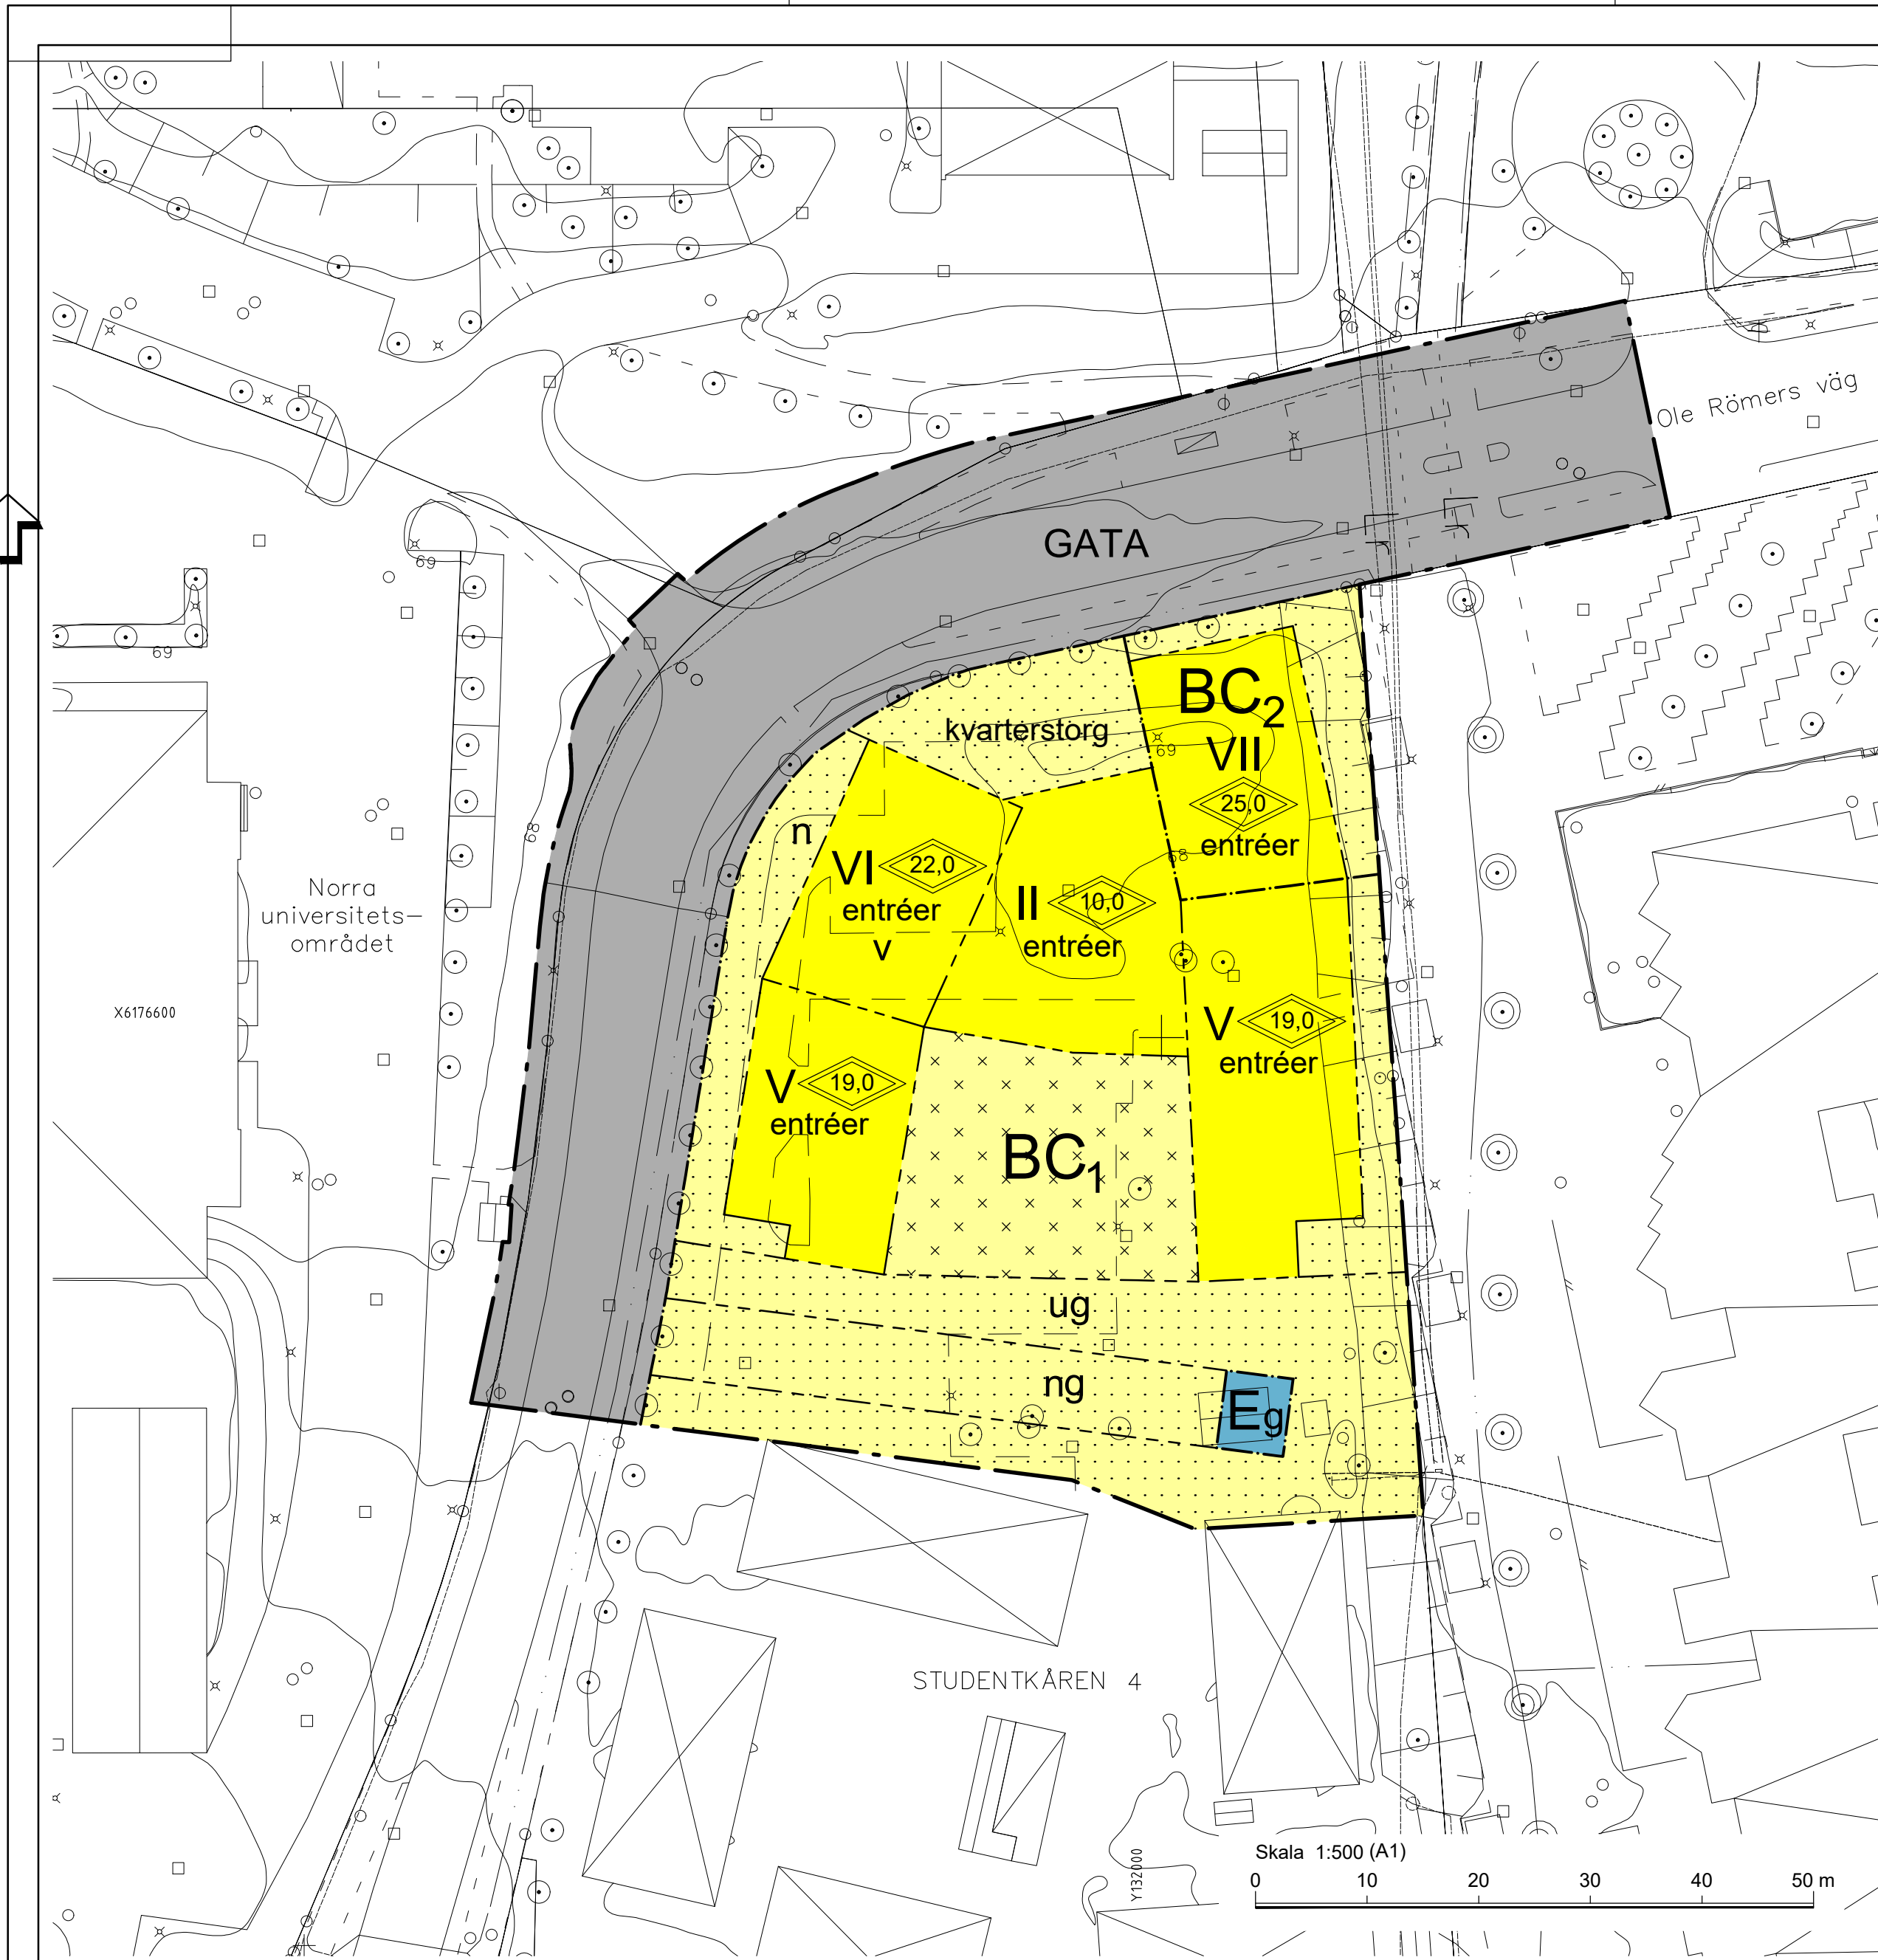 Ole Römers väg
GATA
69
69
BC2
kvarterstorg
69
VII
25,0
n
68
entréer
68
VI
22,0
Norra
universitets-
området
II
10,0
entréer
entréer
v
X6176600
V
19,0
entréer
V
19,0
entréer
BC1
ug
ng
Eg
STUDENTKÅREN 4
Y132000
Skala 1:500 (A1)
0 10 20 30 40 50 m